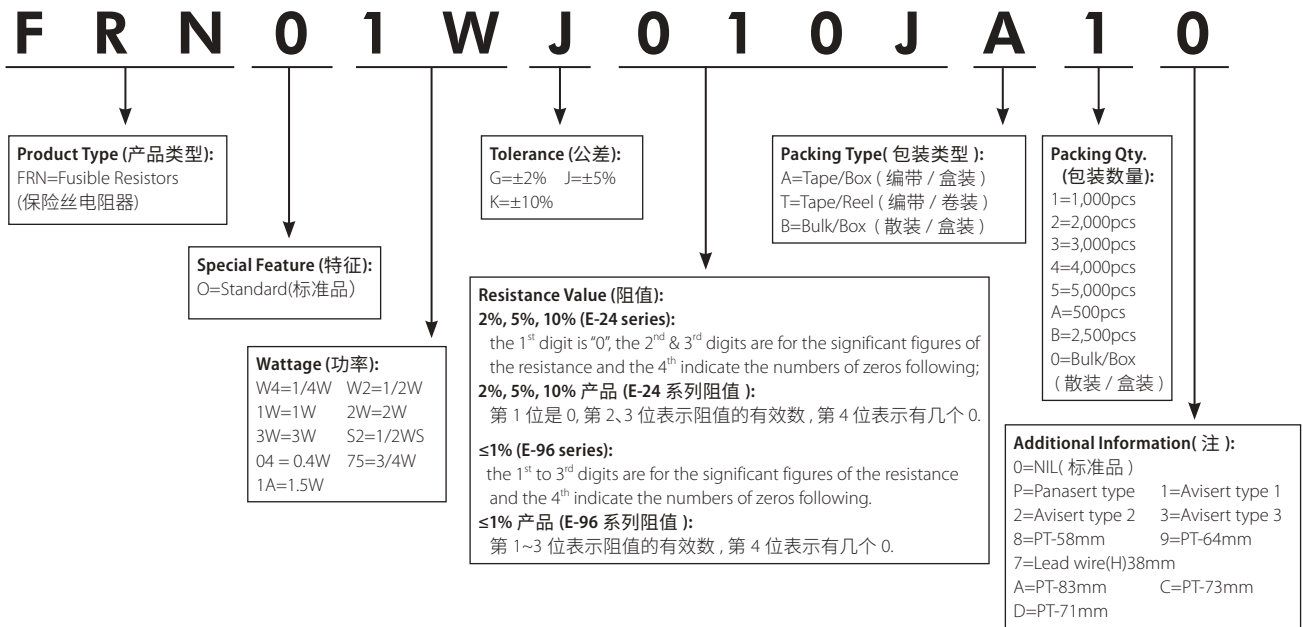 FRN01WJ010JA10
Product Type (产品类型):
FRN=Fusible Resistors
(保险丝电阻器)
Special Feature (特征):
O=Standard(标准品)
Wattage (功率):
W4=1/4W W2=1/2W
1W=1W 2W=2W
3W=3W S2=1/2WS
04 = 0.4W 75=3/4W
1A=1.5W
Tolerance (公差):
G=±2% J=±5%
K=±10%
Resistance Value (阻值):
2%, 5%, 10% (E-24 series):
the 1st digit is "0", the 2nd & 3rd digits are for the significant figures of
the resistance and the 4th indicate the numbers of zeros following;
2%, 5%, 10% 产品 (E-24 系列阻值 ):
第 1 位是 0, 第 2、3 位表示阻值的有效数 , 第 4 位表示有几个 0.
≤1% (E-96 series):
the 1st to 3rd digits are for the significant figures of the resistance
and the 4th indicate the numbers of zeros following.
≤1% 产品 (E-96 系列阻值 ):
第 1~3 位表示阻值的有效数 , 第 4 位表示有几个 0.
Packing Type( 包装类型 ):
A=Tape/Box ( 编带 / 盒装 )
T=Tape/Reel ( 编带 / 卷装 )
B=Bulk/Box ( 散装 / 盒装 )
Packing Qty.
(包装数量):
1=1,000pcs
2=2,000pcs
3=3,000pcs
4=4,000pcs
5=5,000pcs
A=500pcs
B=2,500pcs
0=Bulk/Box
( 散装 / 盒装 )
Additional Information( 注 ):
0=NIL( 标准品 )
P=Panasert type 1=Avisert type 1
2=Avisert type 2 3=Avisert type 3
8=PT-58mm 9=PT-64mm
7=Lead wire(H)38mm
A=PT-83mm C=PT-73mm
D=PT-71mm